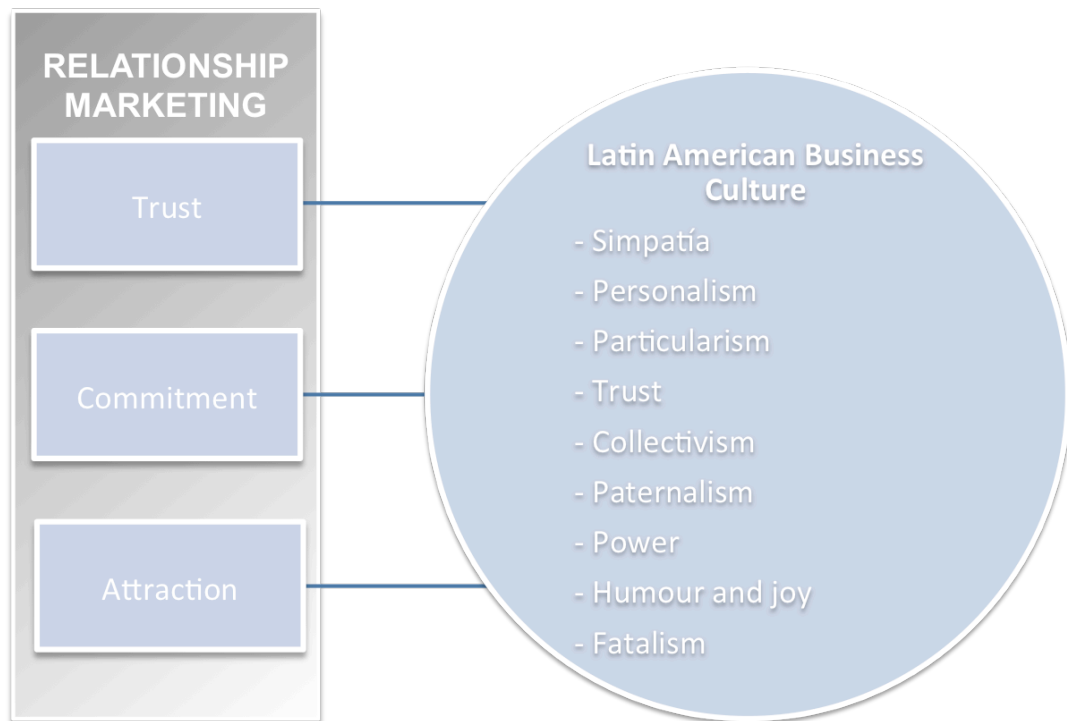 RELATIONSHIP
MARKETING
Trust
Commitment
Attraction
Latin American Business
Culture
- Simpatía
- Personalism
- Particularism
- Trust
- Collectivism
- Paternalism
- Power
- Humour and joy
- Fatalism